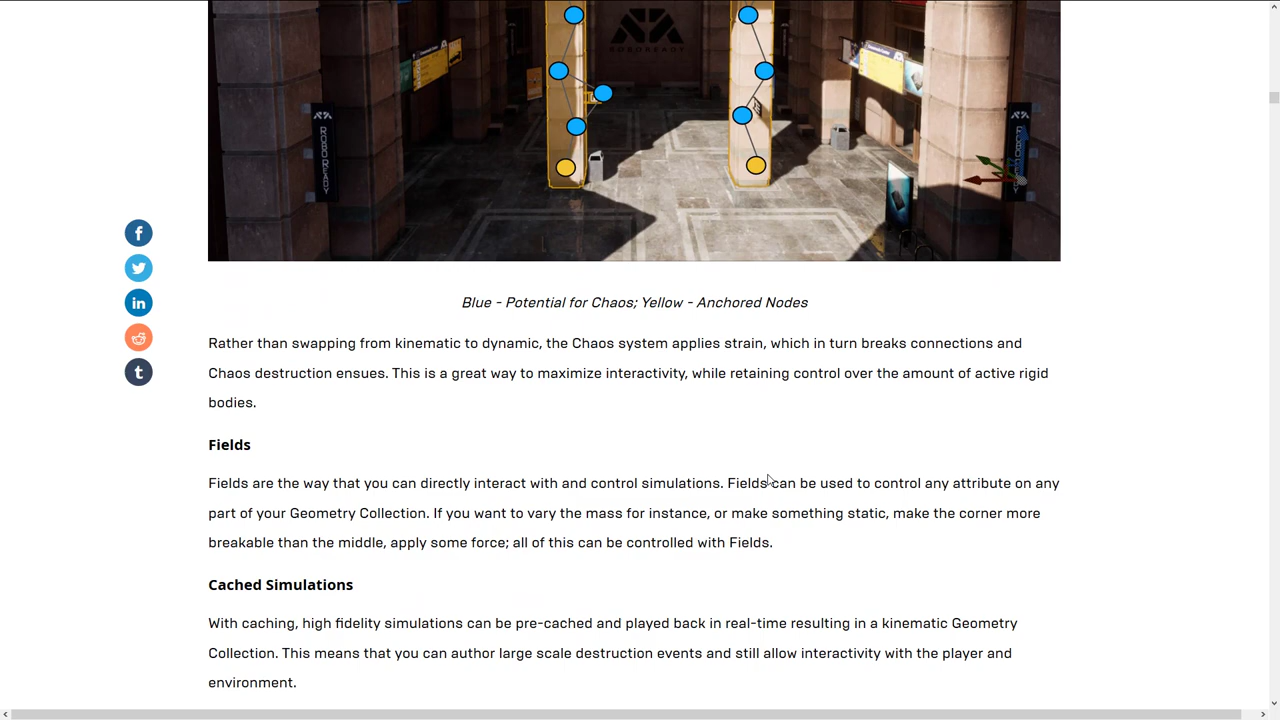 ROBOREADY
ROBOREADY
ROBOREADY
Blue - Potential for Chaos; Yellow - Anchored Nodes
Rather than swapping from kinematic to dynamic, the Chaos system applies strain, which in turn breaks connections and
Chaos destruction ensues. This is a great way to maximize interactivity, while retaining control over the amount of active rigid
bodies.
Fields
Fields are the way that you can directly interact with and control simulations. Fields can be used to control any attribute on any
part of your Geometry Collection. If you want to vary the mass for instance, or make something static, make the corner more
breakable than the middle, apply some force; all of this can be controlled with Fields.
Cached Simulations
With caching, high fidelity simulations can be pre-cached and played back in real-time resulting in a kinematic Geometry
Collection. This means that you can author large scale destruction events and still allow interactivity with the player and
environment.